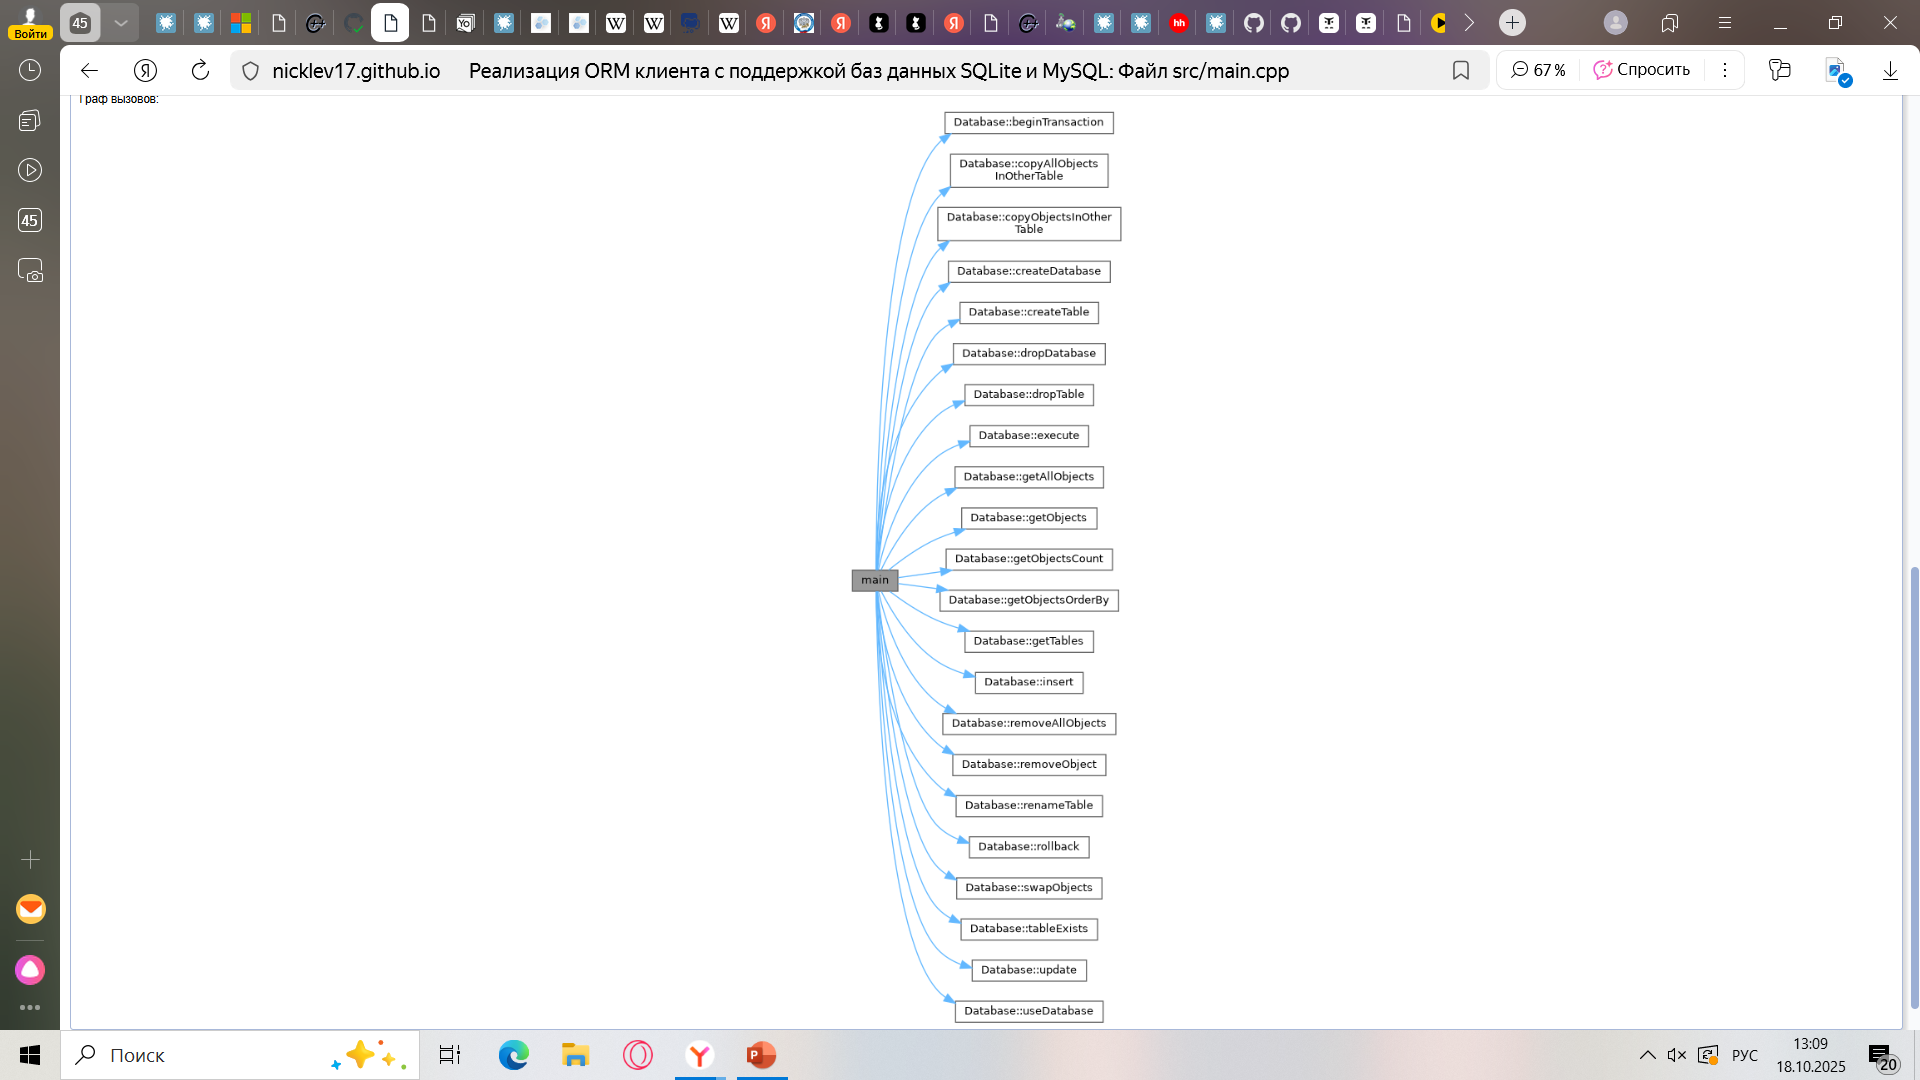 Войти
45
nicklev17.github.io
Реализация ORM клиента с поддержкой баз данных SQLite и MySQL: Файл src/main.cpp
67 %
Спросить
45
Граф вызовов:
Database::beginTransaction
Database::copyAllObjects
InOtherTable
Database::copyObjectsInOther
Table
Database::createDatabase
Database::createTable
Database::dropDatabase
Database::dropTable
Database::execute
Database::getAllObjects
Database::getObjects
Database::getObjectsCount
main
Database::getObjectsOrderBy
Database::getTables
Database::insert
Database::removeAllObjects
Database::removeObject
Database::renameTable
Database::rollback
Database::swapObjects
Database::tableExists
Database::update
Database::useDatabase
Поиск
РУС
13:09
18.10.2025
20